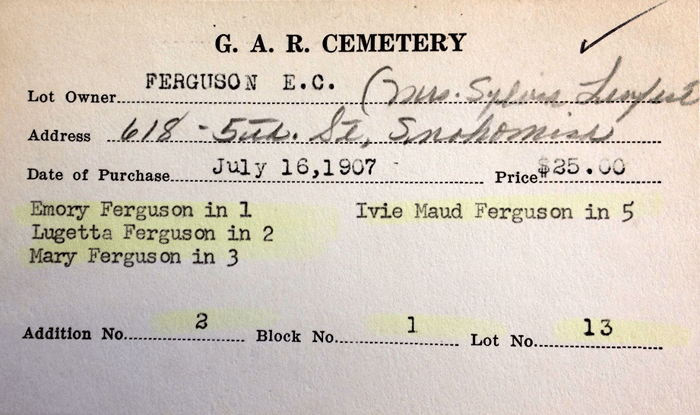 G. A. R. CEMETERY
Lot Owner FERGUSON E.C. (Mrs. Sylvia
Address 618 - 5th. St, Snohomish
Date of Purchase July 16,1907 - Price $25.00
Emory Ferguson in 1 Ivie Maud Ferguson in 5
Lugetta Ferguson in 2
Mary Ferguson in 3
Addition No. 2 Block No. 1 Lot No. 13